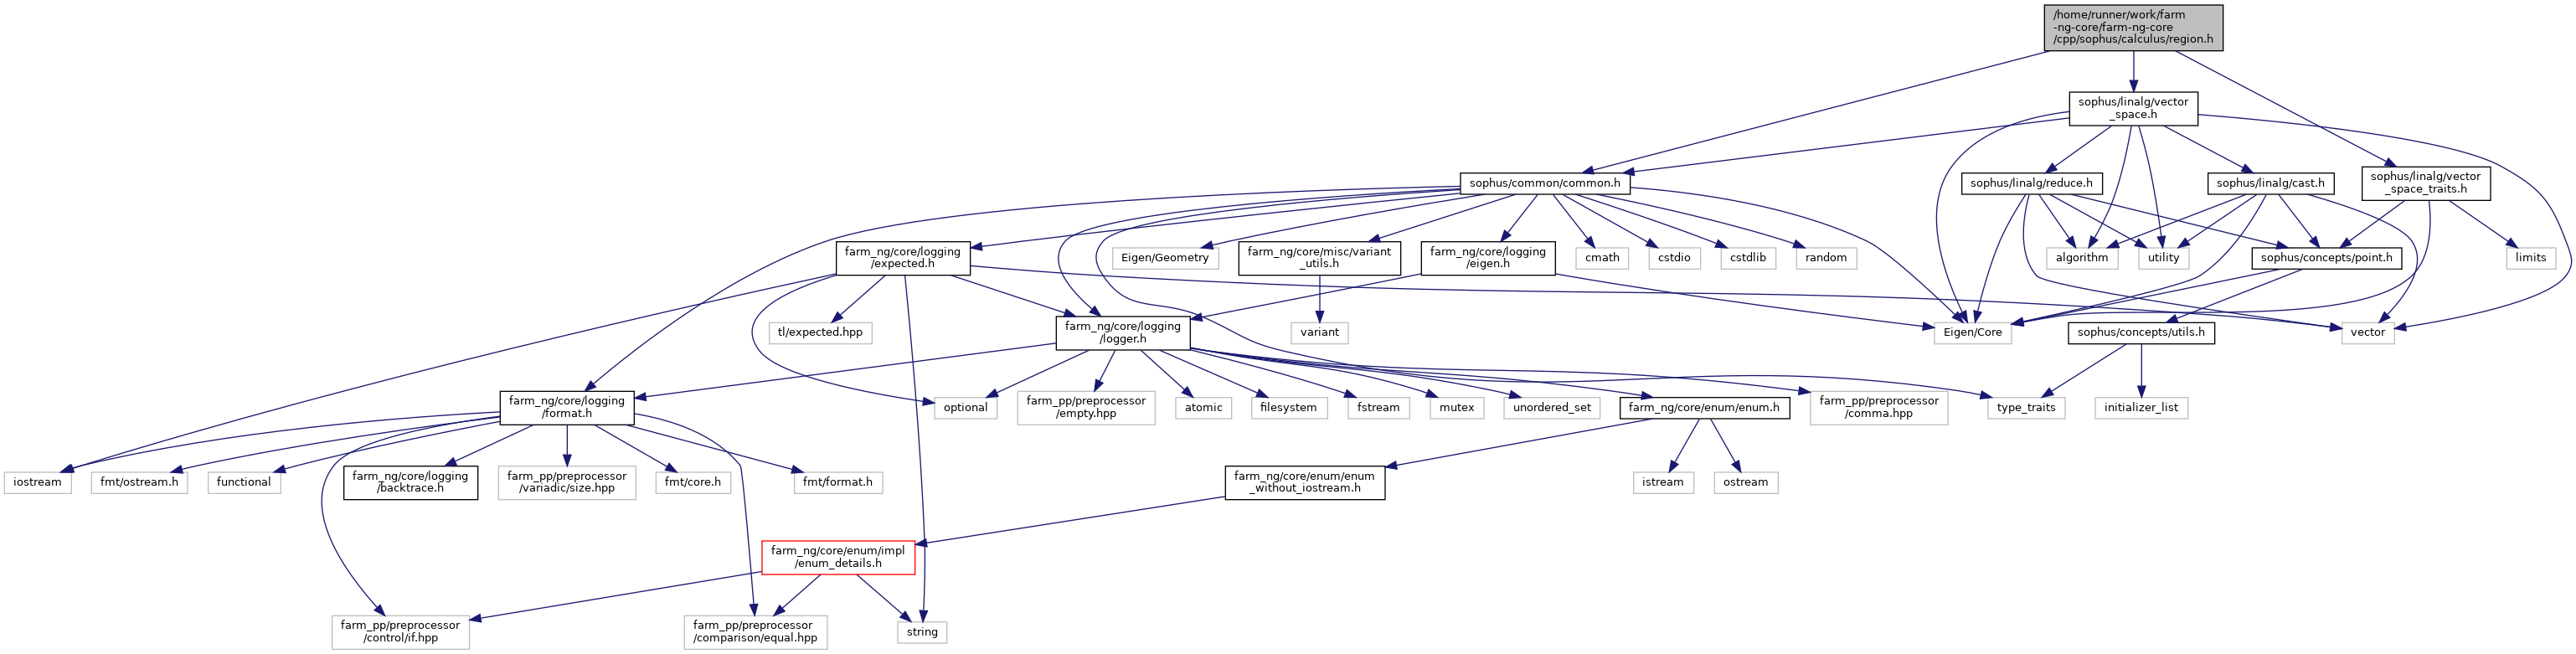 /home/runner/work/farm
-ng-core/farm-ng-core
/cpp/sophus/calculus/region.h
sophus/linalg/vector
_space.h
sophus/common/common.h
sophus/linalg/reduce.h
sophus/linalg/cast.h
sophus/linalg/vector
_space_traits.h
farm_ng/core/logging
/expected.h
Eigen/Geometry
farm_ng/core/misc/variant
_utils.h
farm_ng/core/logging
/eigen.h
cmath
cstdio
cstdlib
random
algorithm
utility
sophus/concepts/point.h
limits
tl/expected.hpp
farm_ng/core/logging
/logger.h
variant
Eigen/Core
sophus/concepts/utils.h
vector
farm_ng/core/logging
/format.h
optional
farm_pp/preprocessor
/empty.hpp
atomic
filesystem
fstream
mutex
unordered_set
farm_ng/core/enum/enum.h
farm_pp/preprocessor
/comma.hpp
type_traits
initializer_list
iostream
fmt/ostream.h
functional
farm_ng/core/logging
/backtrace.h
farm_pp/preprocessor
/variadic/size.hpp
fmt/core.h
fmt/format.h
farm_ng/core/enum/enum
_without_iostream.h
istream
ostream
farm_ng/core/enum/impl
/enum_details.h
farm_pp/preprocessor
/control/if.hpp
farm_pp/preprocessor
/comparison/equal.hpp
string